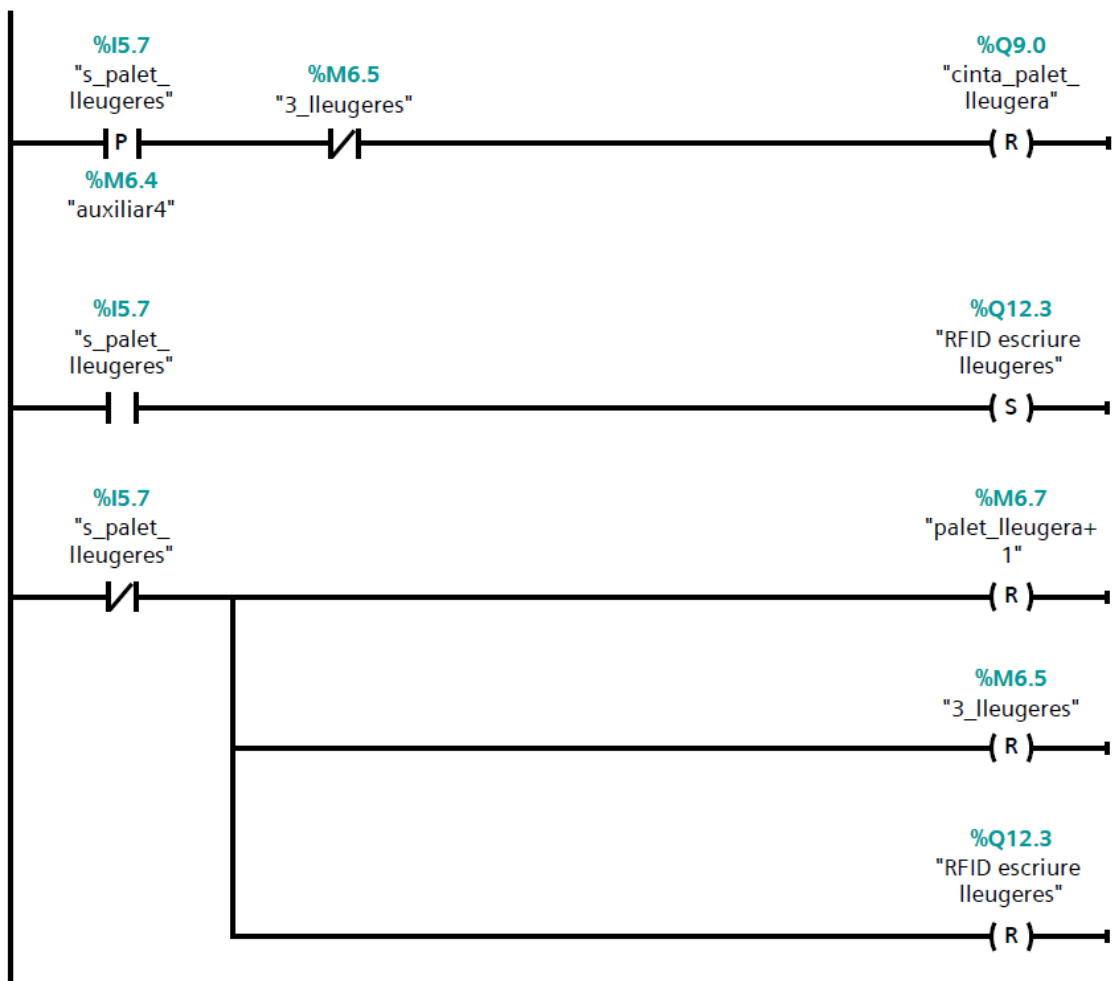 %I5.7
"s_palet_
lleugeres"
%M6.5
"3_lleugeres"
%Q9.0
"cinta_palet_
lleugera"
P
( R )
%M6.4
"auxiliar4"
%I5.7
"s_palet_
lleugeres"
%Q12.3
"RFID escriure
lleugeres"
( S )
%I5.7
"s_palet_
lleugeres"
%M6.7
"palet_lleugera+
1"
( R )
%M6.5
"3_lleugeres"
( R )
%Q12.3
"RFID escriure
lleugeres"
( R )